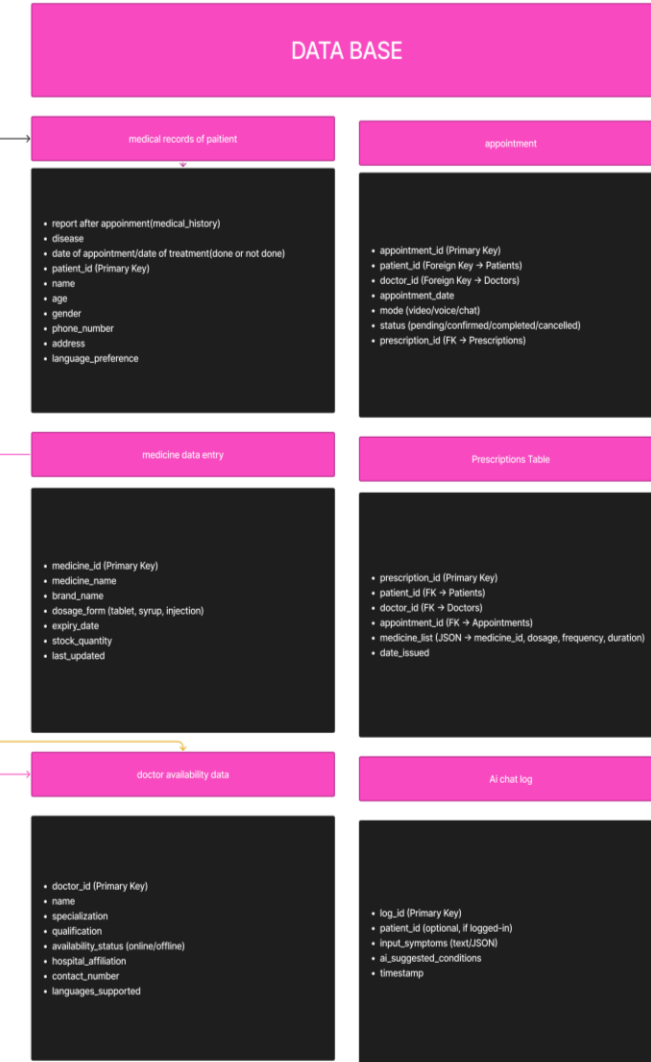 DATA BASE
medical records of paitient
• report after appoinment(medical_history)
• disease
• date of appointment/date of treatment(done or not done)
• patient_id (Primary Key)
• name
• age
• gender
• phone_number
• address
• language_preference
appointment
• appointment_id (Primary Key)
• patient_id (Foreign Key → Patients)
• doctor_id (Foreign Key → Doctors)
• appointment_date
• mode (video/voice/chat)
• status (pending/confirmed/completed/cancelled)
• prescription_id (FK → Prescriptions)
medicine data entry
• medicine_id (Primary Key)
• medicine_name
• brand_name
• dosage_form (tablet, syrup, injection)
• expiry_date
• stock_quantity
• last_updated
Prescriptions Table
• prescription_id (Primary Key)
• patient_id (FK → Patients)
• doctor_id (FK → Doctors)
• appointment_id (FK → Appointments)
• medicine_list (JSON → medicine_id, dosage, frequency, duration)
• date_issued
doctor availability data
• doctor_id (Primary Key)
• name
• specialization
• qualification
• availability_status (online/offline)
• hospital_affiliation
• contact_number
• languages_supported
Ai chat log
• log_id (Primary Key)
• patient_id (optional, if logged-in)
• input_symptoms (text/JSON)
• ai_suggested_conditions
• timestamp